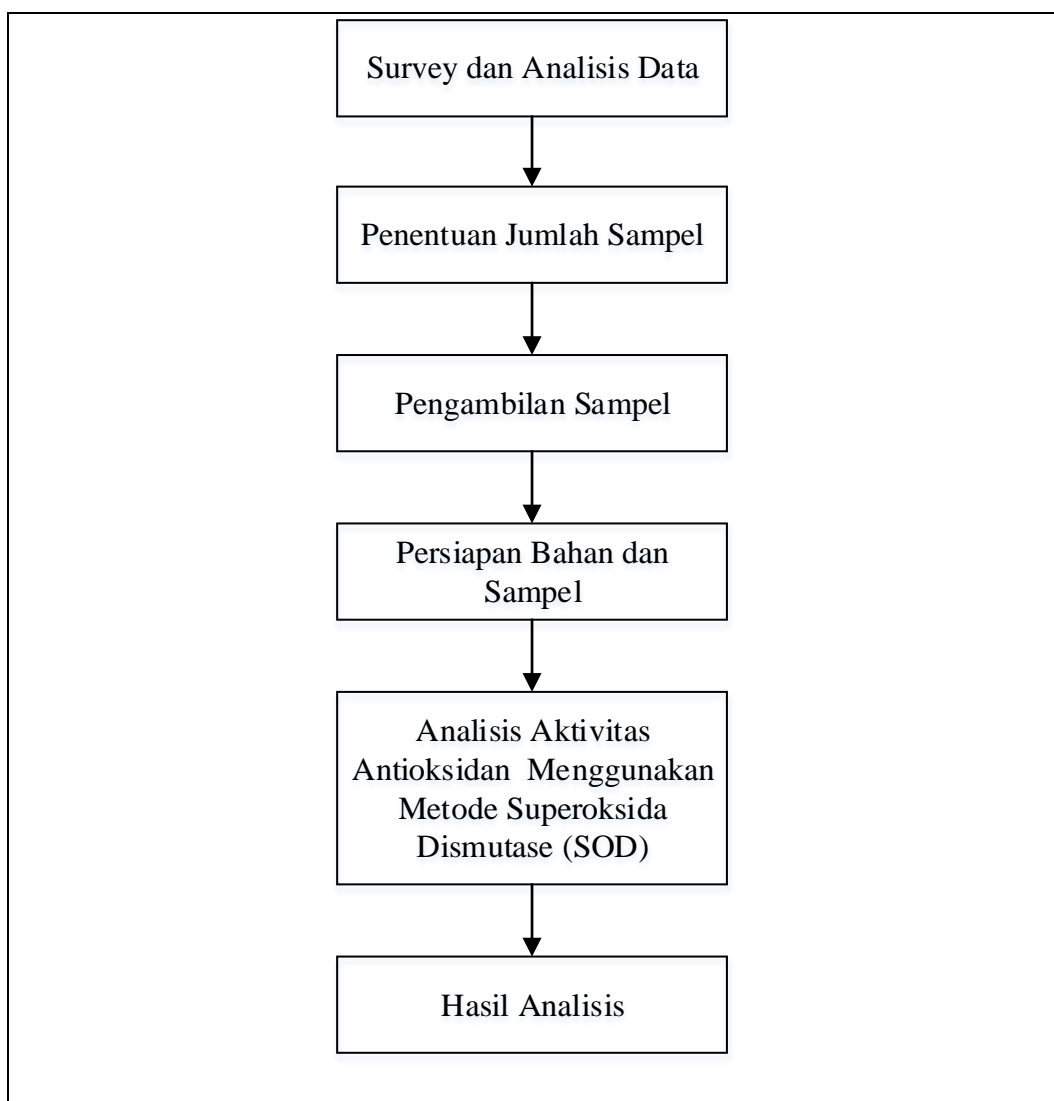 Survey dan Analisis Data
Penentuan Jumlah Sampel
Pengambilan Sampel
Persiapan Bahan dan
Sampel
Analisis Aktivitas
Antioksidan  Menggunakan
Metode Superoksida
Dismutase (SOD)
Hasil Analisis